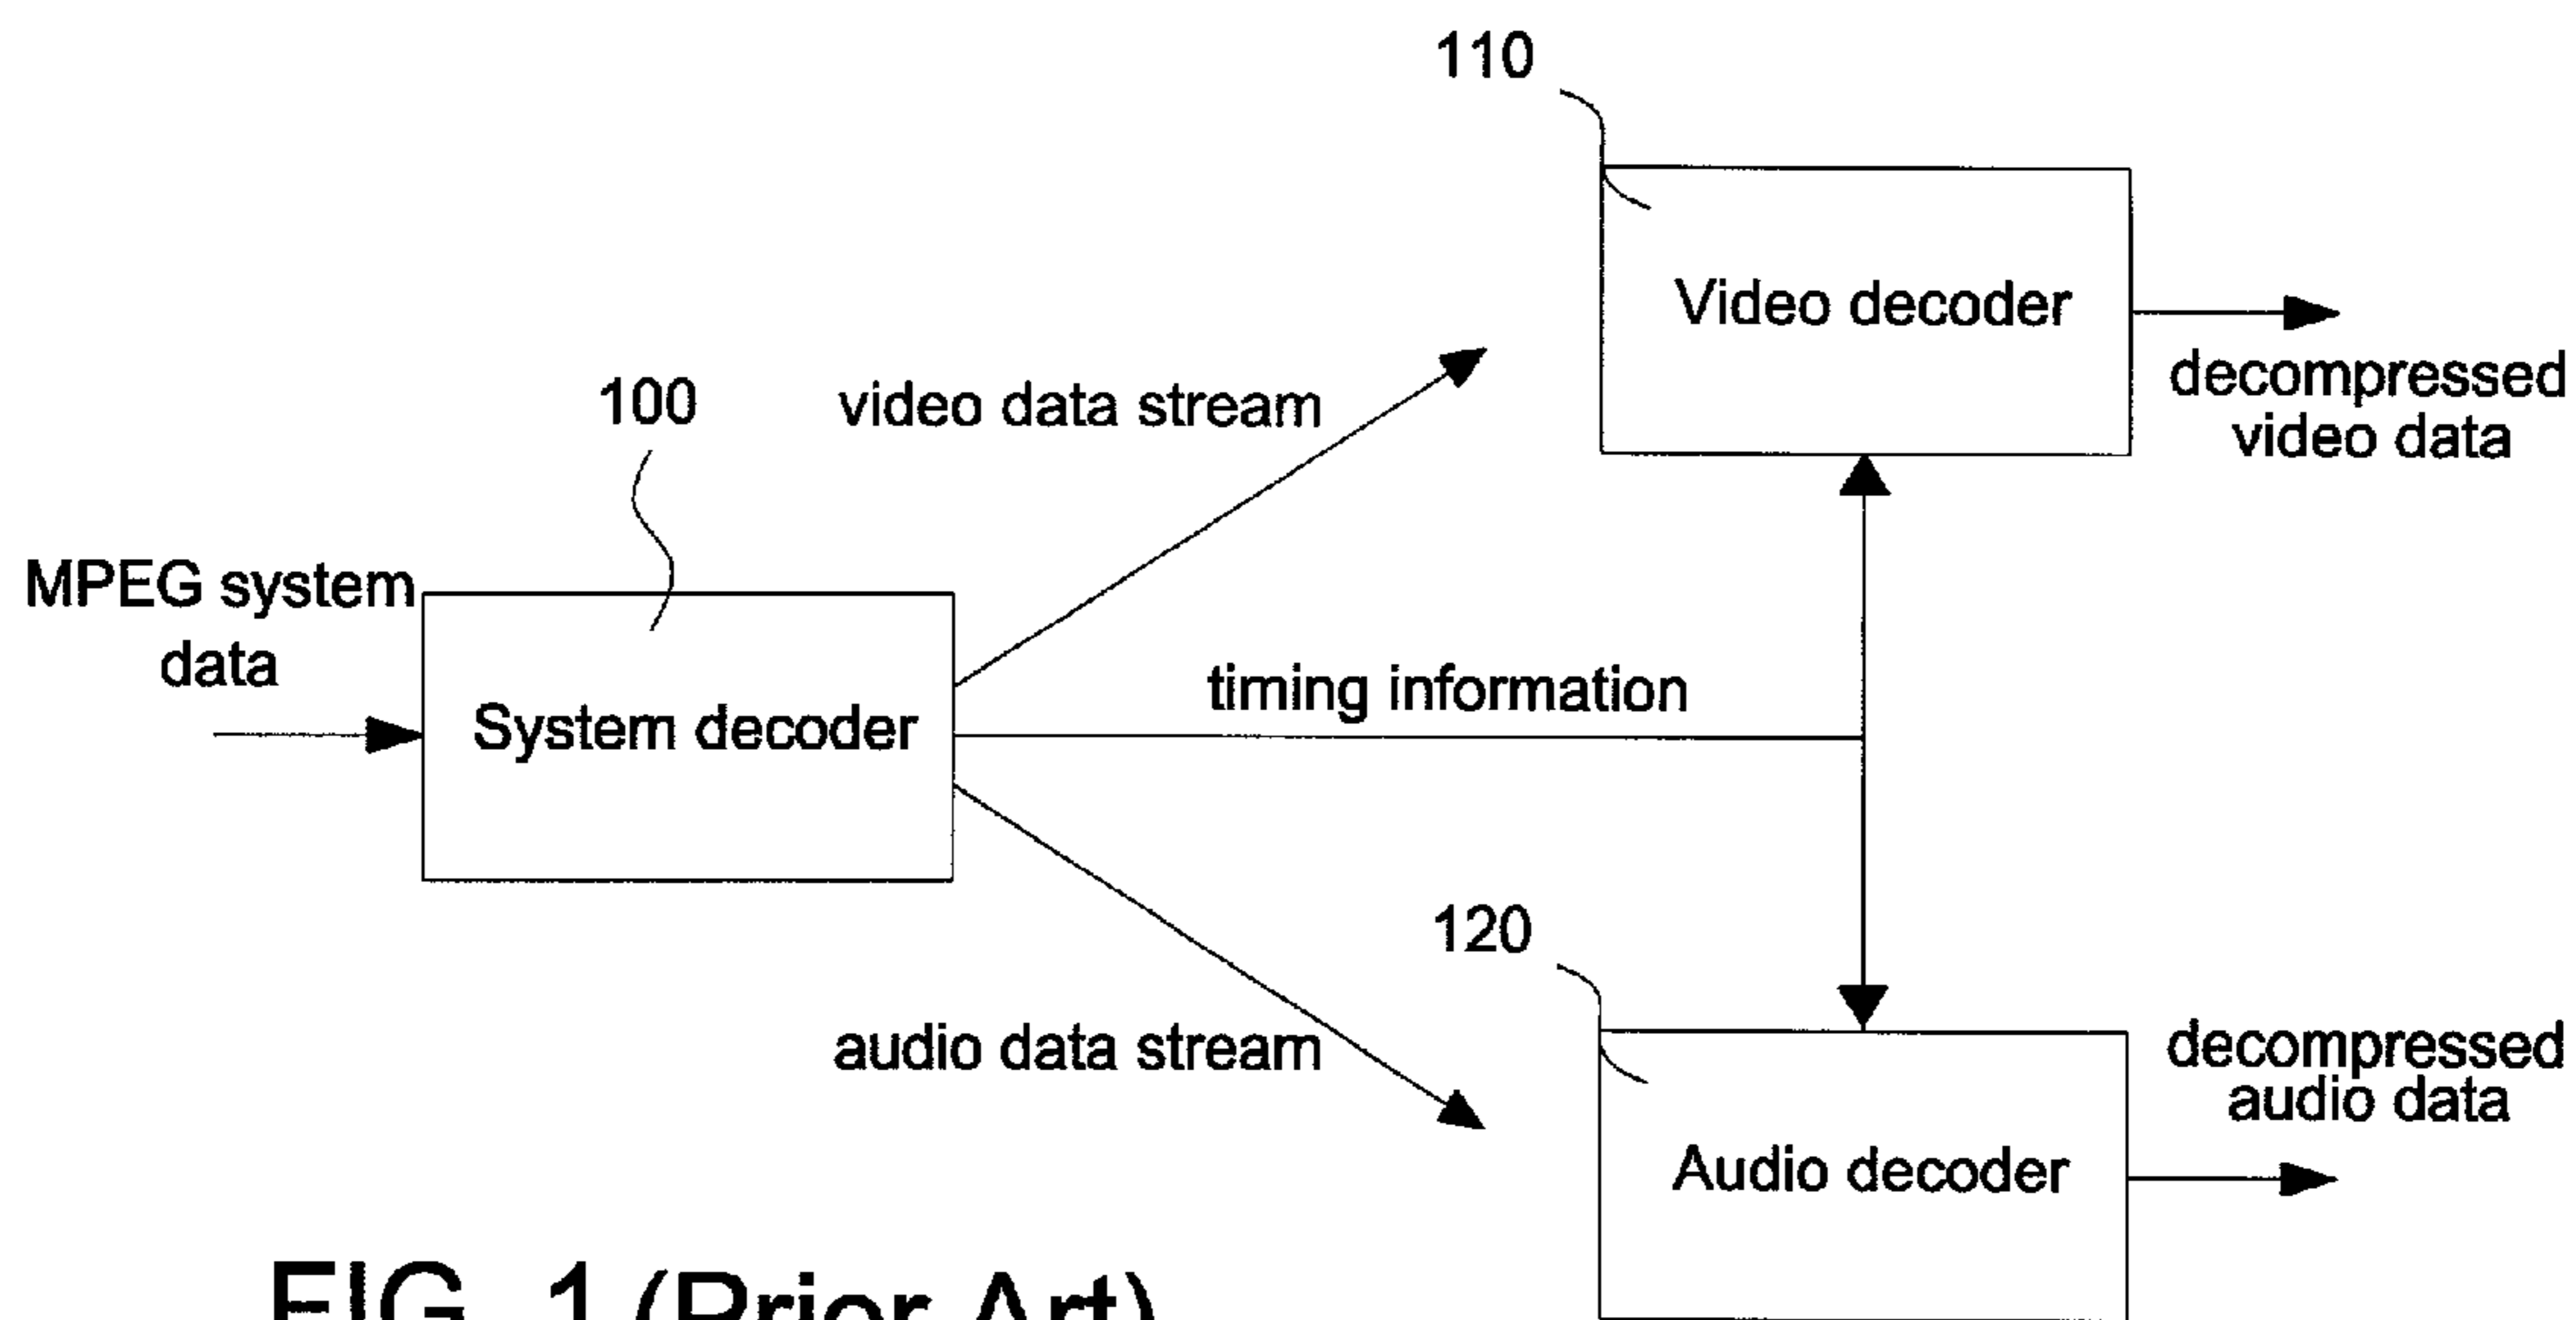 110
Video decoder
decompressed
video data
100
video data stream
MPEG system
data
System decoder
timing information
120
audio data stream
decompressed
audio data
Audio decoder
FIG. 1 (Prior Art)